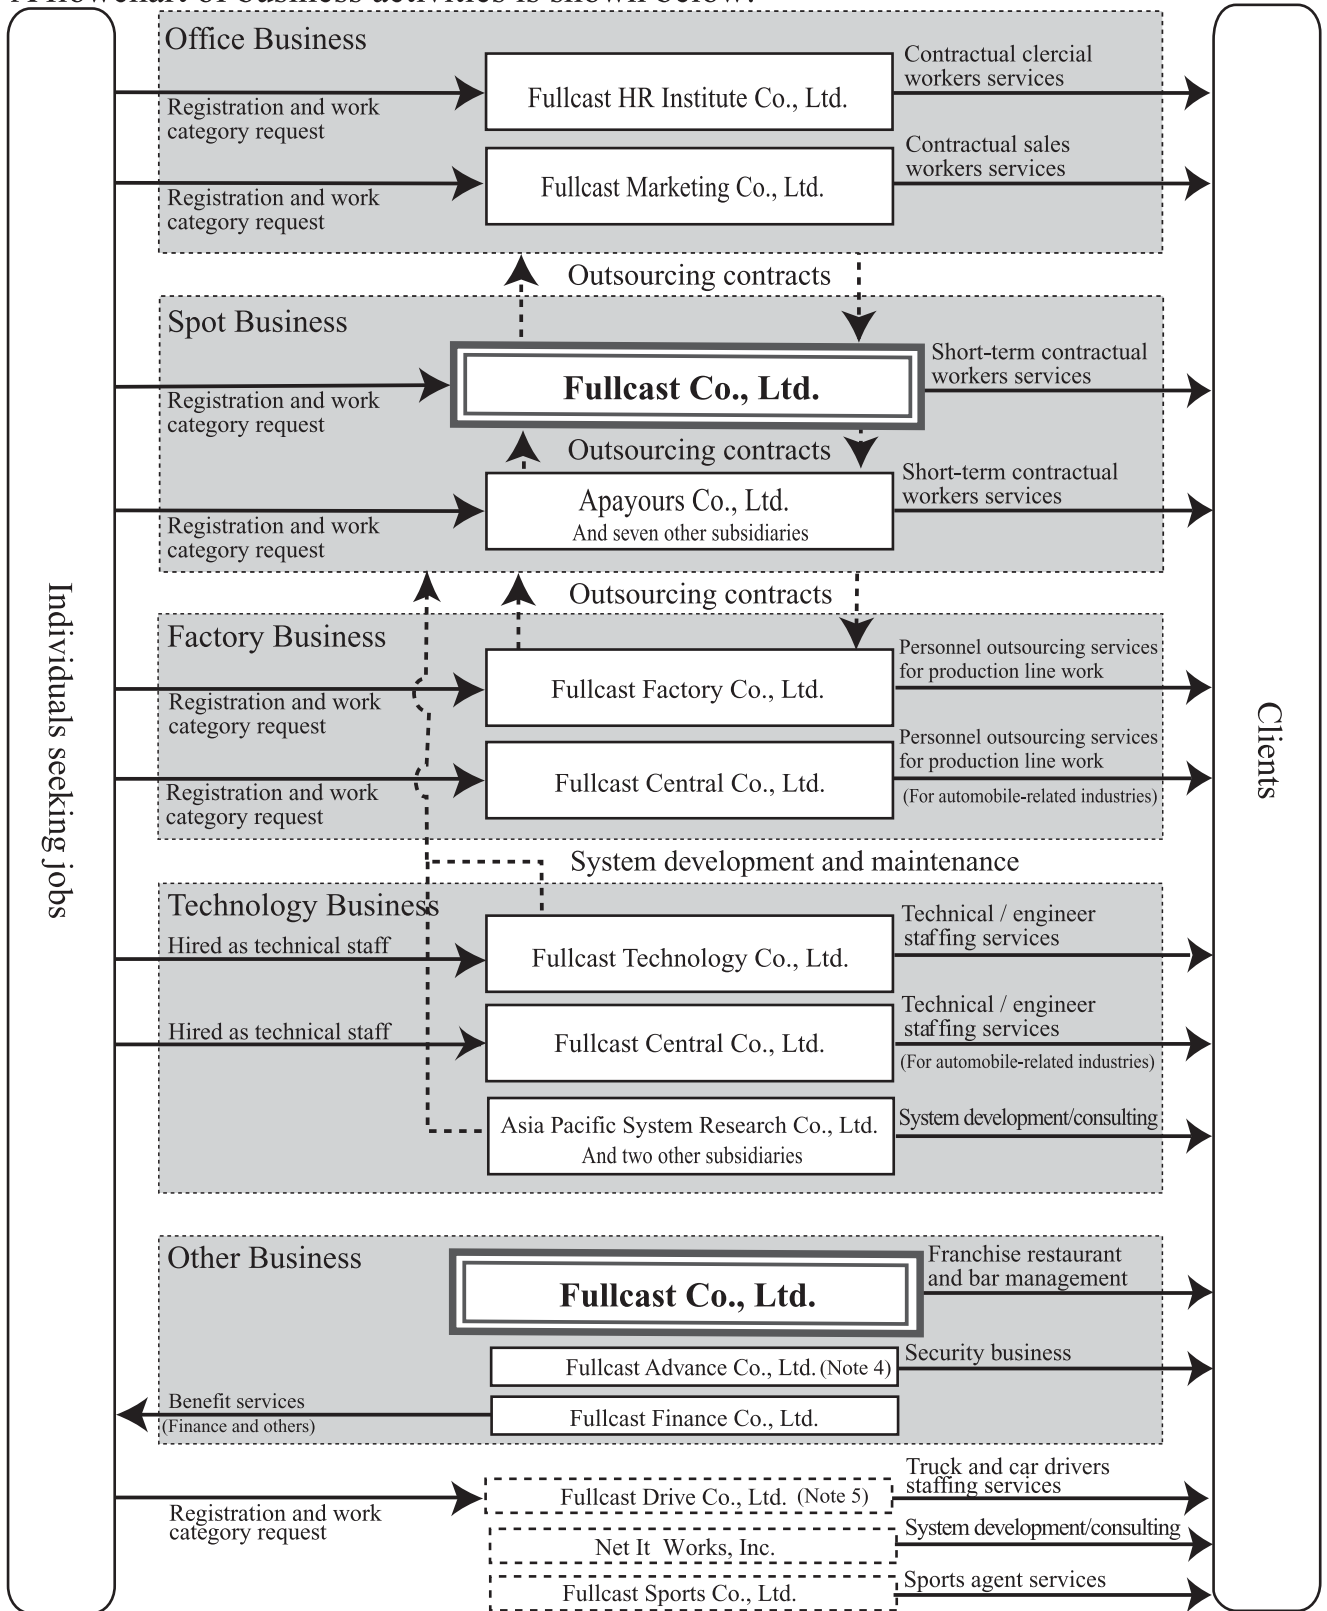 A flowchart of business activities is shown below.
Office Business
Registration and work
category request
Fullcast HR Institute Co., Ltd.
Contractual clercial
workers services
Registration and work
category request
Fullcast Marketing Co., Ltd.
Contractual sales
workers services
Outsourcing contracts
Spot Business
Registration and work
category request
Fullcast Co., Ltd.
Short-term contractual
workers services
Outsourcing contracts
Registration and work
category request
Apayours Co., Ltd.
And seven other subsidiaries
Short-term contractual
workers services
Outsourcing contracts
Factory Business
Registration and work
category request
Fullcast Factory Co., Ltd.
Personnel outsourcing services
for production line work
Registration and work
category request
Fullcast Central Co., Ltd.
Personnel outsourcing services
for production line work
(For automobile-related industries)
System development and maintenance
Technology Business
Hired as technical staff
Fullcast Technology Co., Ltd.
Technical / engineer
staffing services
Hired as technical staff
Fullcast Central Co., Ltd.
Technical / engineer
staffing services
(For automobile-related industries)
Asia Pacific System Research Co., Ltd.
And two other subsidiaries
System development/consulting
Other Business
Fullcast Co., Ltd.
Franchise restaurant
and bar management
Fullcast Advance Co., Ltd. (Note 4)
Security business
Benefit services
(Finance and others)
Fullcast Finance Co., Ltd.
Registration and work
category request
Fullcast Drive Co., Ltd. (Note 5)
Truck and car drivers
staffing services
Net It Works, Inc.
System development/consulting
Fullcast Sports Co., Ltd.
Sports agent services
Individuals seeking jobs
Clients